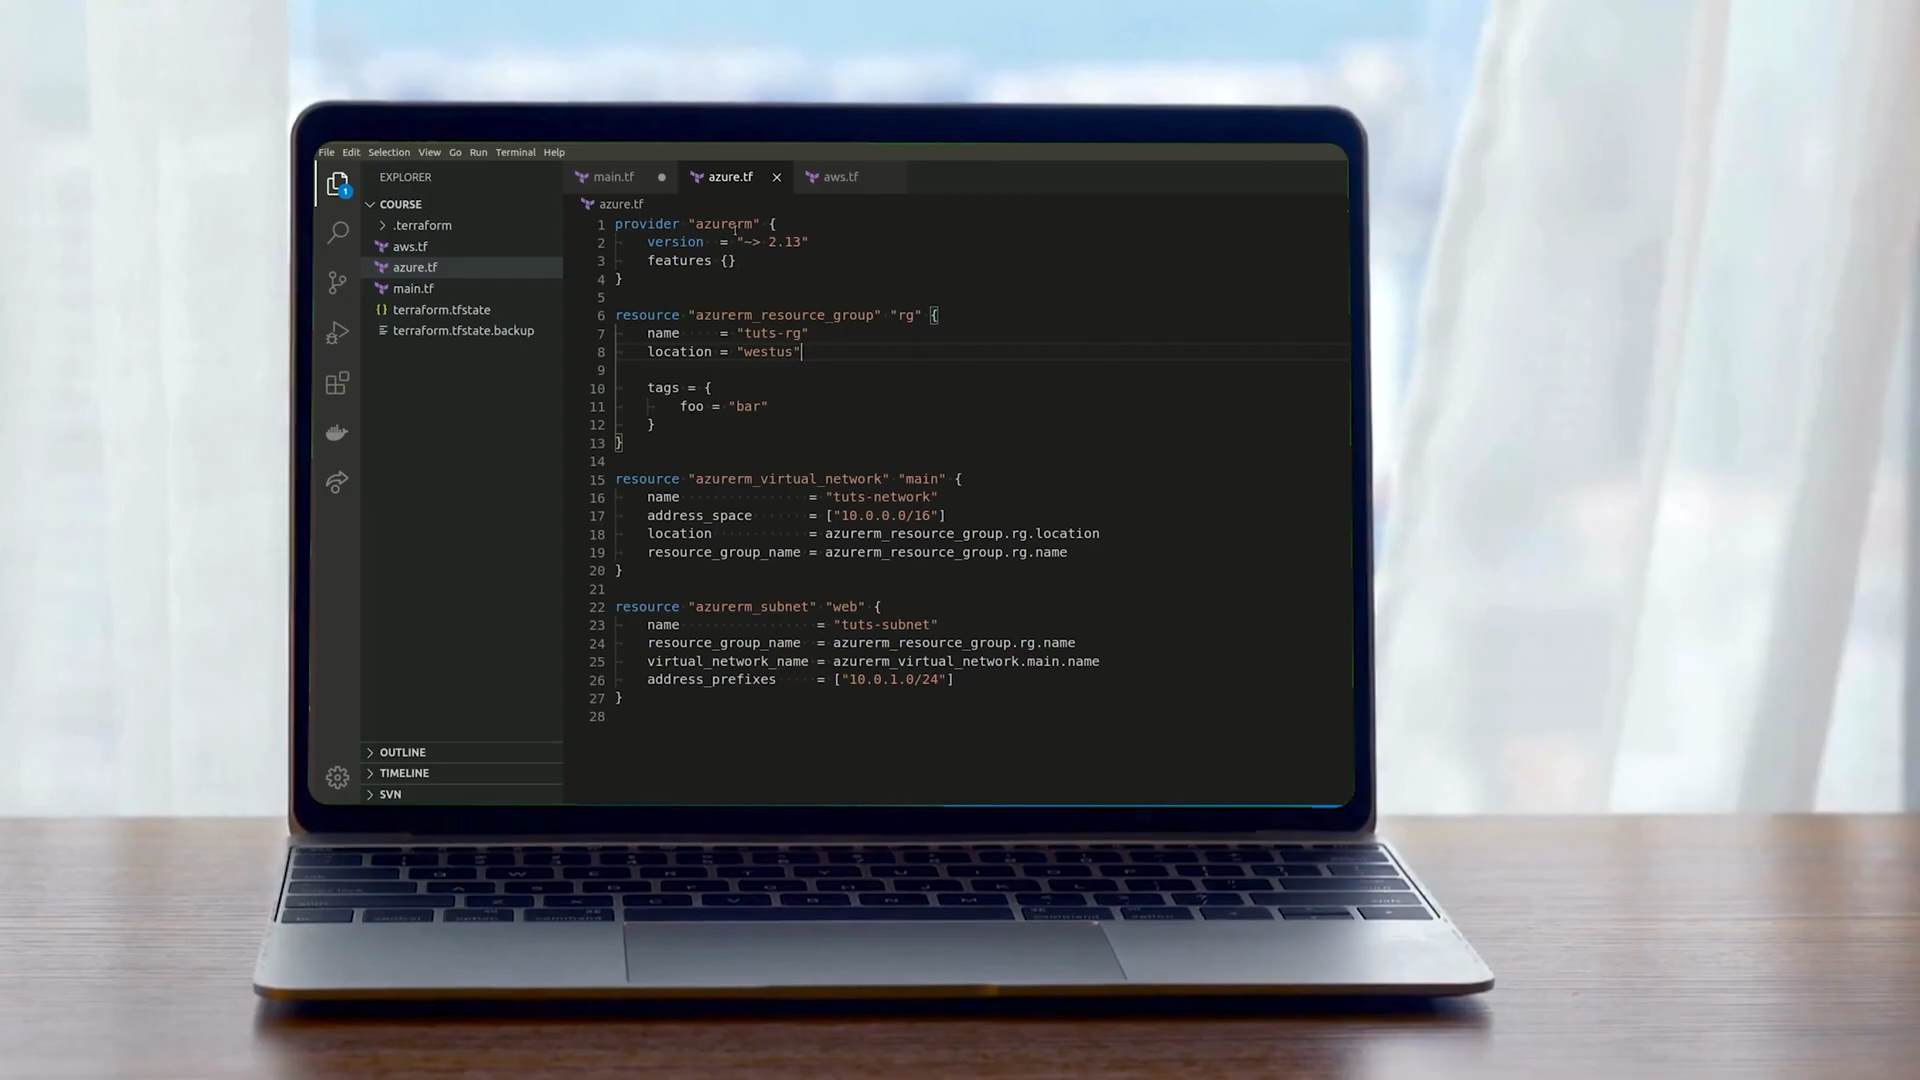 File Edit Selection View Go Run Terminal Help
EXPLORER
COURSE
.terraform
aws.tf
azure.tf
main.tf
terraform.tfstate
terraform.tfstate.backup
OUTLINE
TIMELINE
SVN
1
main.tf azure.tf aws.tf
azure.tf
1 provider "azurerm" {
2 version = "~> 2.13"
3 features {}
4 }
5
6 resource "azurerm_resource_group" "rg" {
7 name = "tuts-rg"
8 location = "westus"
9
10 tags = {
11 foo = "bar"
12 }
13 }
14
15 resource "azurerm_virtual_network" "main" {
16 name = "tuts-network"
17 address_space = ["10.0.0.0/16"]
18 location = azurerm_resource_group.rg.location
19 resource_group_name = azurerm_resource_group.rg.name
20 }
21
22 resource "azurerm_subnet" "web" {
23 name = "tuts-subnet"
24 resource_group_name = azurerm_resource_group.rg.name
25 virtual_network_name = azurerm_virtual_network.main.name
26 address_prefixes = ["10.0.1.0/24"]
27 }
28